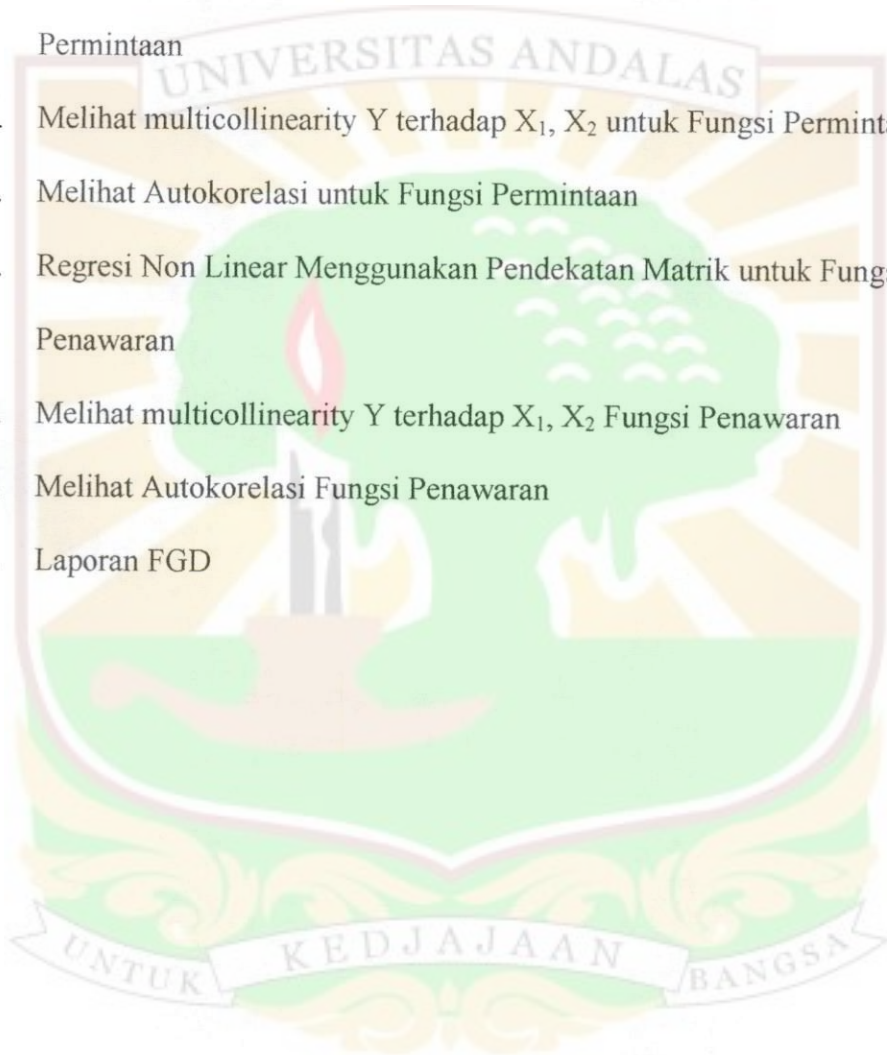 Permintaan
UNIVERSITAS ANDALAS
Melihat multicollinearity Y terhadap X₁, X₂ untuk Fungsi Permint
Melihat Autokorelasi untuk Fungsi Permintaan
Regresi Non Linear Menggunakan Pendekatan Matrik untuk Fungs
Penawaran
Melihat multicollinearity Y terhadap X₁, X₂ Fungsi Penawaran
Melihat Autokorelasi Fungsi Penawaran
Laporan FGD
UNTUK KEDJAJAAN BANGSA